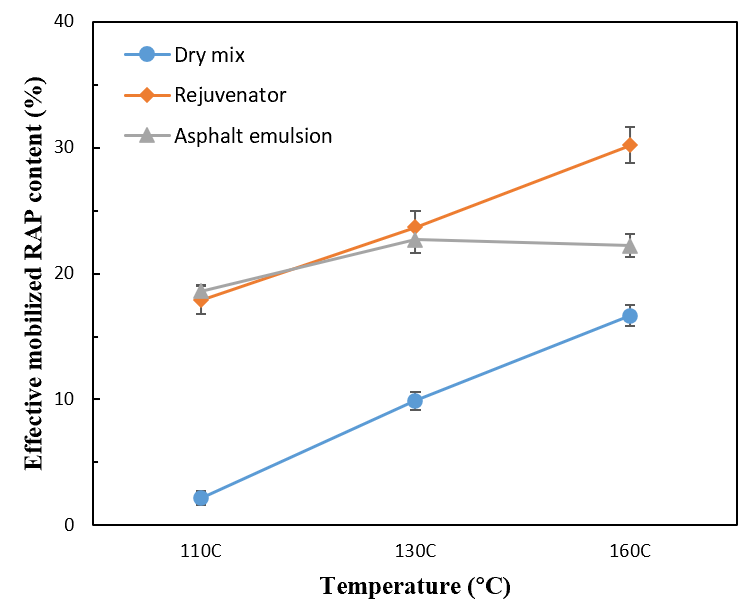 Effective mobilized RAP content (%)
40
30
20
10
0
Dry mix
Rejuvenator
Asphalt emulsion
110C 130C 160C
Temperature (°C)